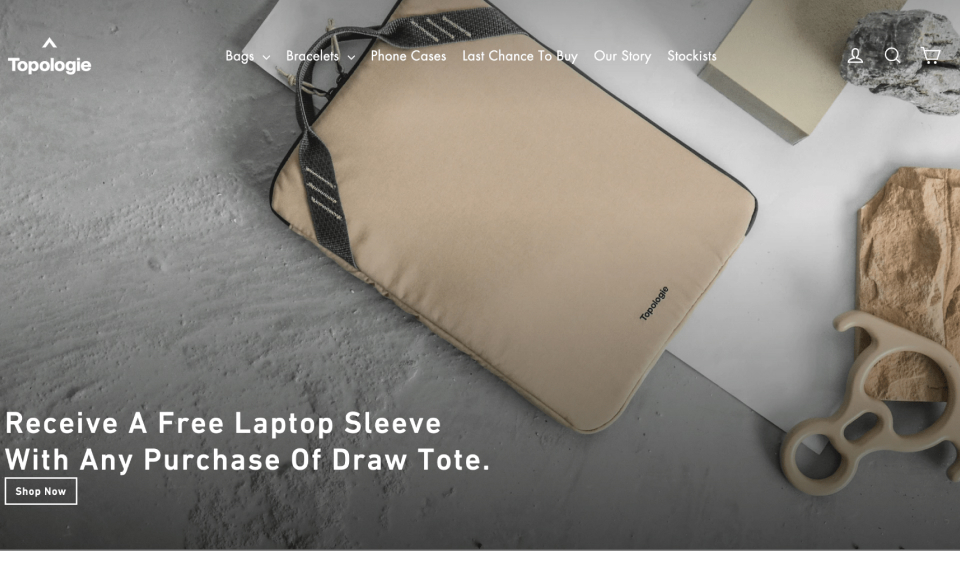 Topologie
Bags
Bracelets
Phone Cases
Last Chance To Buy
Our Story
Stockists
Topologie
Receive A Free Laptop Sleeve
With Any Purchase Of Draw Tote.
Shop Now